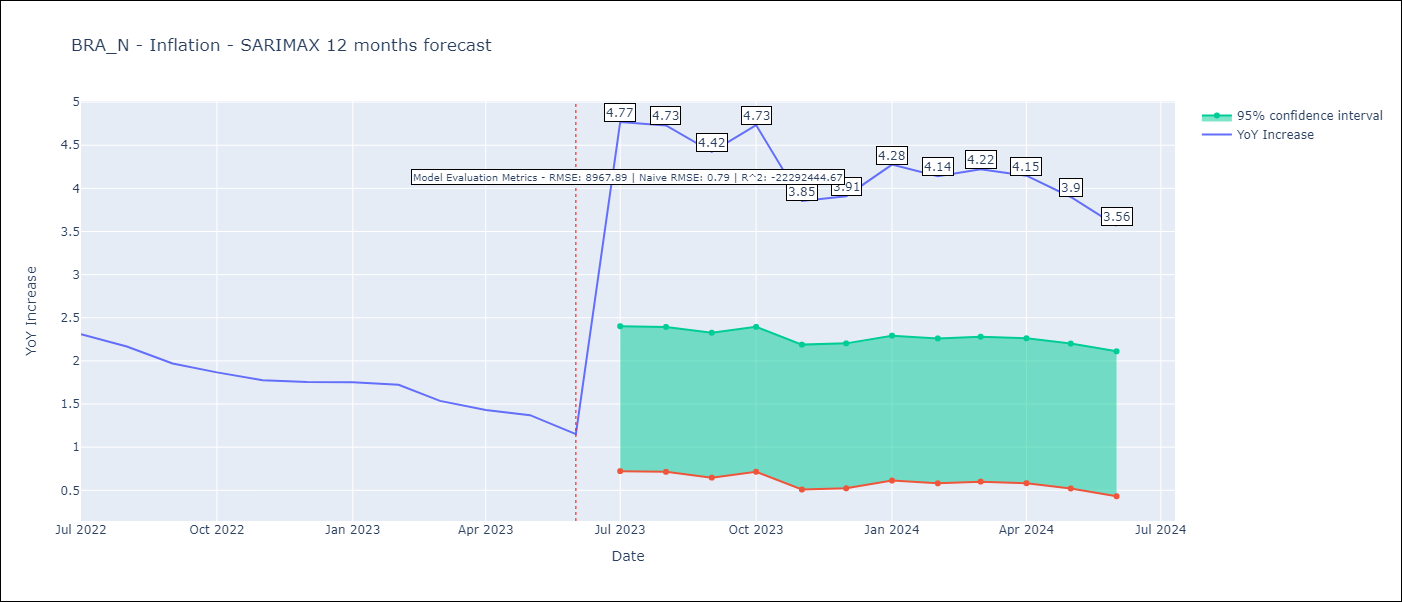 BRA_N - Inflation - SARIMAX 12 months forecast
95% confidence interval
YoY Increase
YoY Increase
5
4.5
4
3.5
3
2.5
2
1.5
1
0.5
4.77
4.73
4.42
4.73
3.85
3.91
4.28
4.14
4.22
4.15
3.9
3.56
Model Evaluation Metrics - RMSE: 8967.89 | Naive RMSE: 0.79 | R^2: -22292444.67
Jul 2022
Oct 2022
Jan 2023
Apr 2023
Jul 2023
Oct 2023
Jan 2024
Apr 2024
Jul 2024
Date